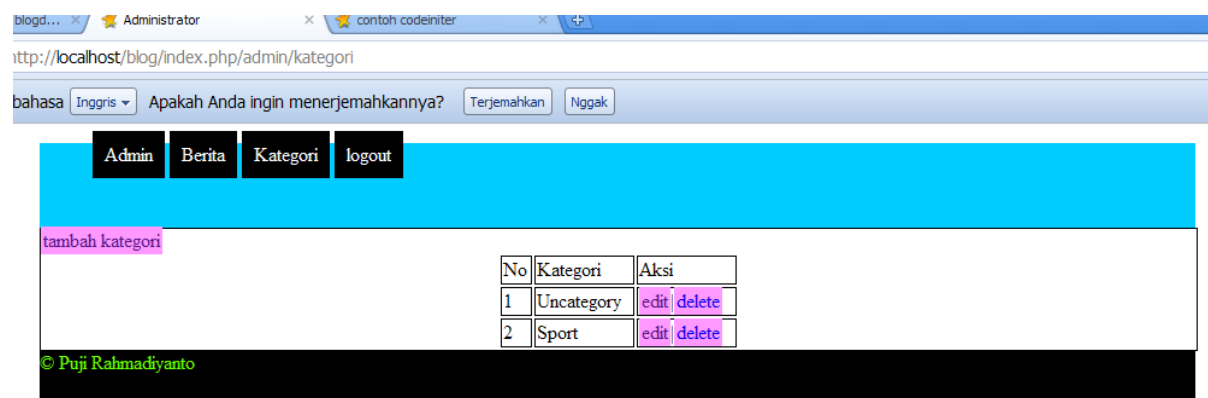 blogd... Administrator contoh codeiniter
http://localhost/blog/index.php/admin/kategori
bahasa Inggris Apakah Anda ingin menerjemahkannya? Terjemahkan Nggak
Admin Berita Kategori logout
tambah kategori
No Kategori Aksi
1 Uncategory edit delete
2 Sport edit delete
© Puji Rahmadiyanto